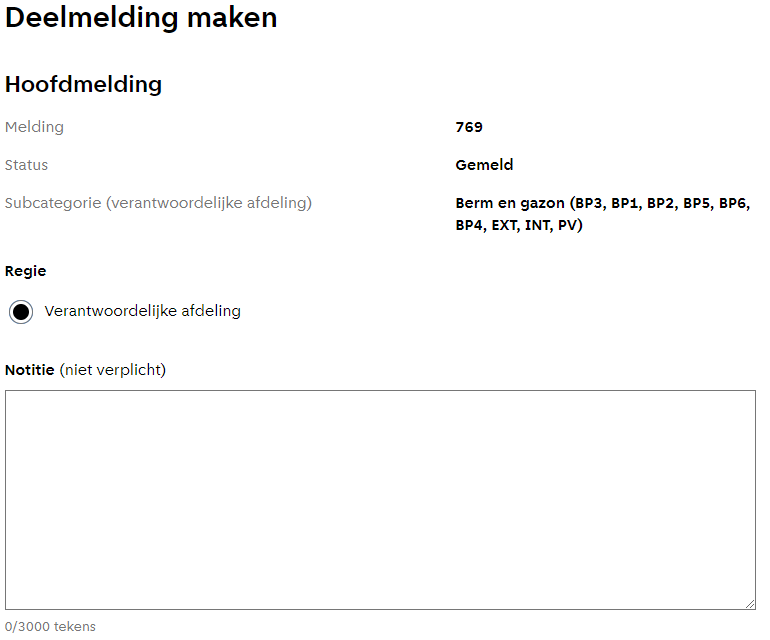 Deelmelding maken
Hoofdmelding
Melding 769
Status Gemeld
Subcategorie (verantwoordelijke afdeling) Berm en gazon (BP3, BP1, BP2, BP5, BP6,
BP4, EXT, INT, PV)
Regie
Verantwoordelijke afdeling
Notitie (niet verplicht)
0/3000 tekens